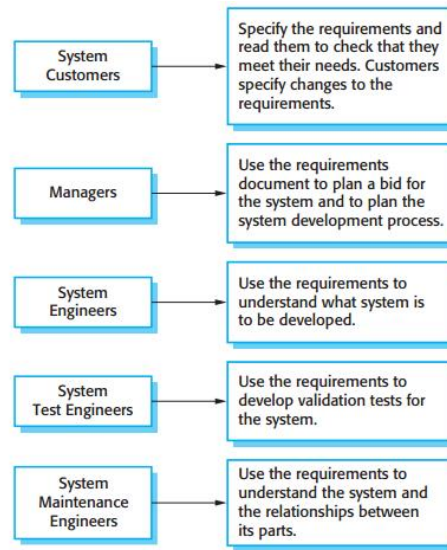 System
Customers
Specify the requirements and
read them to check that they
meet their needs. Customers
specify changes to the
requirements.
Managers
Use the requirements
document to plan a bid for
the system and to plan the
system development process.
System
Engineers
Use the requirements to
understand what system is
to be developed.
System
Test Engineers
Use the requirements to
develop validation tests for
the system.
System
Maintenance
Engineers
Use the requirements to
understand the system and
the relationships between
its parts.